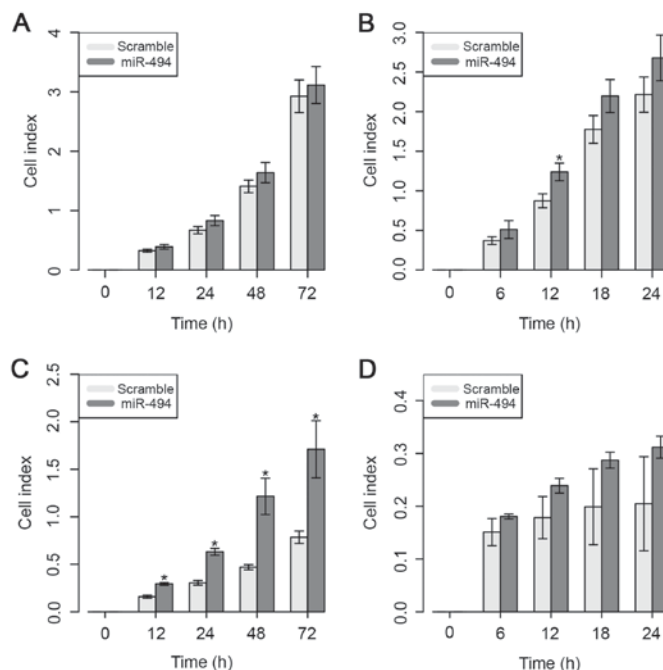 A
Cell index
4
3
2
1
0
Scramble
miR-494
*
0 12 24 48 72
Time (h)
B
Cell index
3.0
2.5
2.0
1.5
1.0
0.5
0.0
Scramble
miR-494
*
0 6 12 18 24
Time (h)
C
Cell index
2.5
2.0
1.5
1.0
0.5
0.0
Scramble
miR-494
* * * *
0 12 24 48 72
Time (h)
D
Cell index
0.4
0.3
0.2
0.1
0.0
Scramble
miR-494
0 6 12 18 24
Time (h)